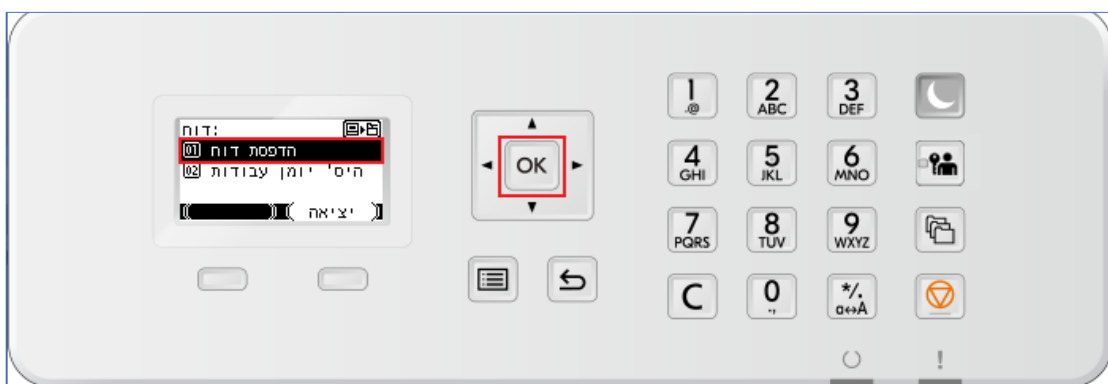 דוח:
01 הדפסת דוח
02 היס' יומן עבודות
יציאה
OK
1 .@
2 ABC
3 DEF
4 GHI
5 JKL
6 MNO
7 PQRS
8 TUV
9 WXYZ
C
0 .,
*/. a↔A
!